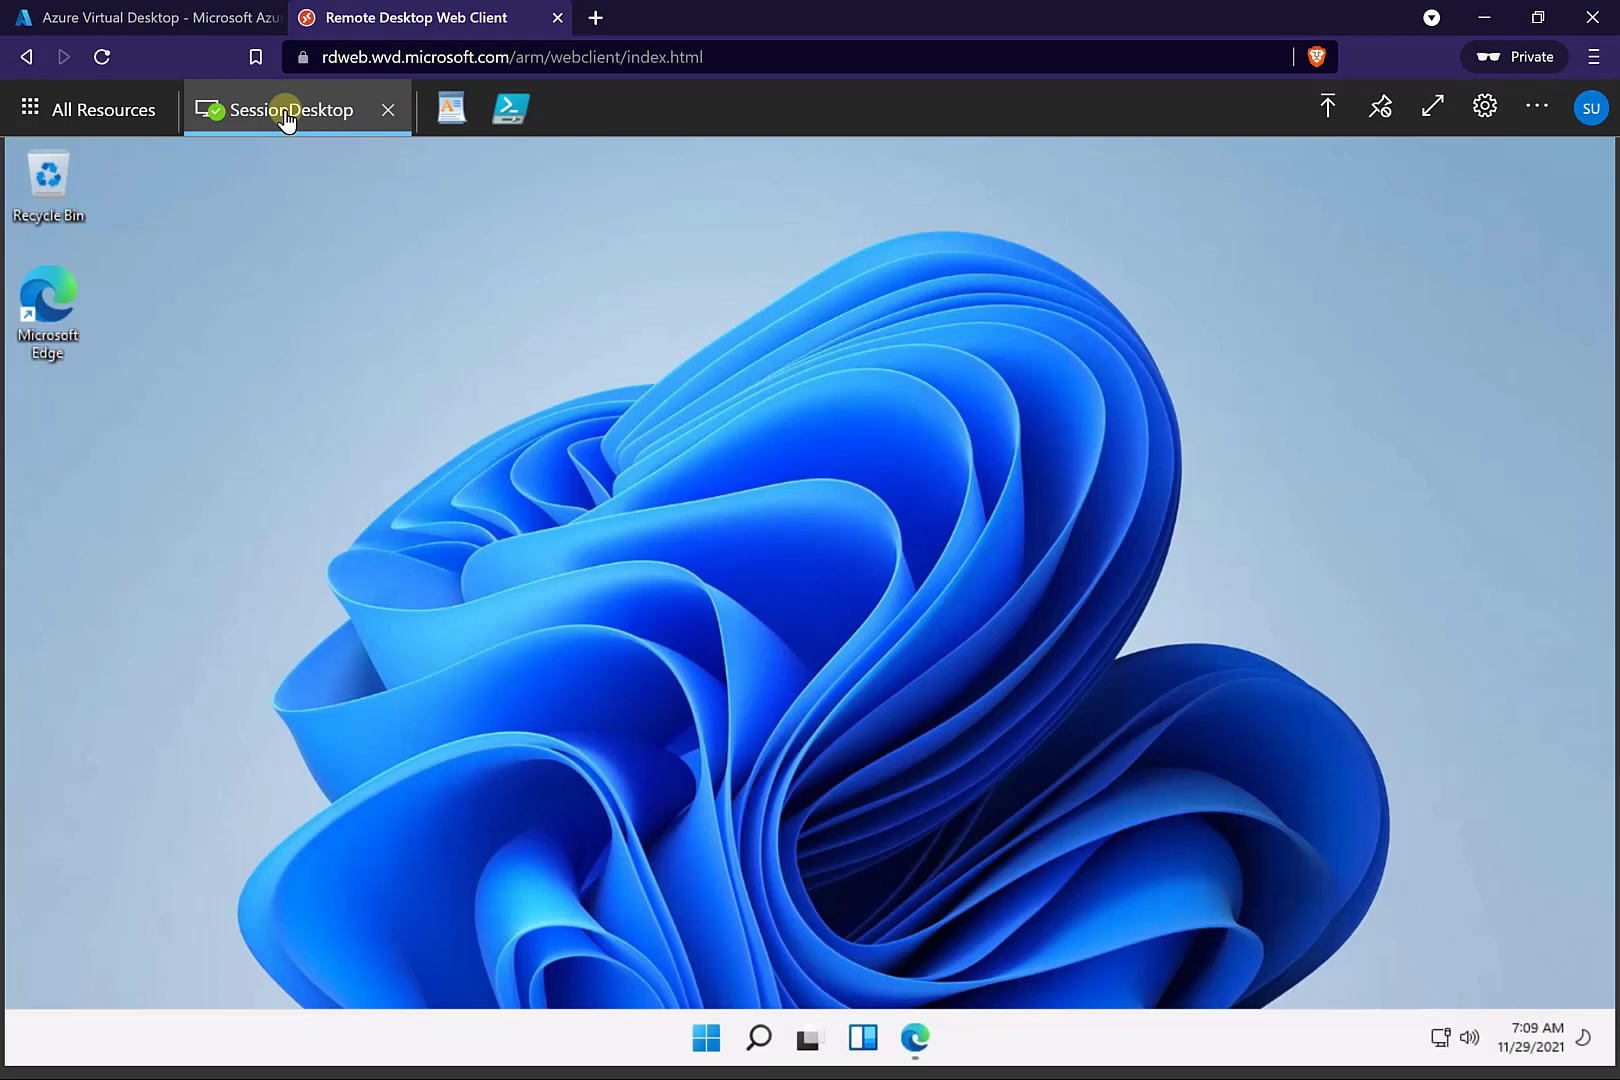 Azure Virtual Desktop - Microsoft Azu
Remote Desktop Web Client
rdweb.wvd.microsoft.com/arm/webclient/index.html
Private
All Resources
SessionDesktop
SU
Recycle Bin
Microsoft
Edge
7:09 AM
11/29/2021